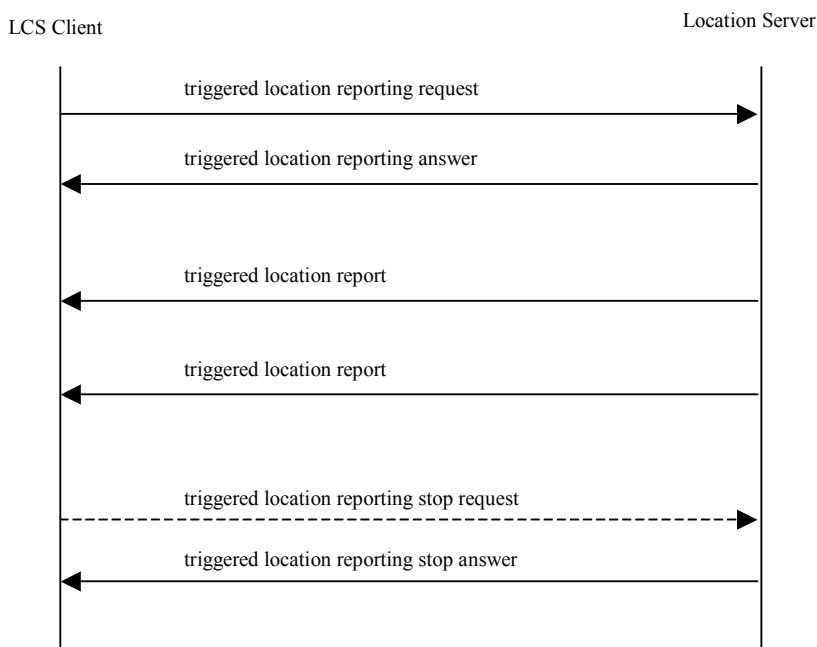 LCS Client
Location Server
triggered location reporting request
triggered location reporting answer
triggered location report
triggered location report
triggered location reporting stop request
triggered location reporting stop answer